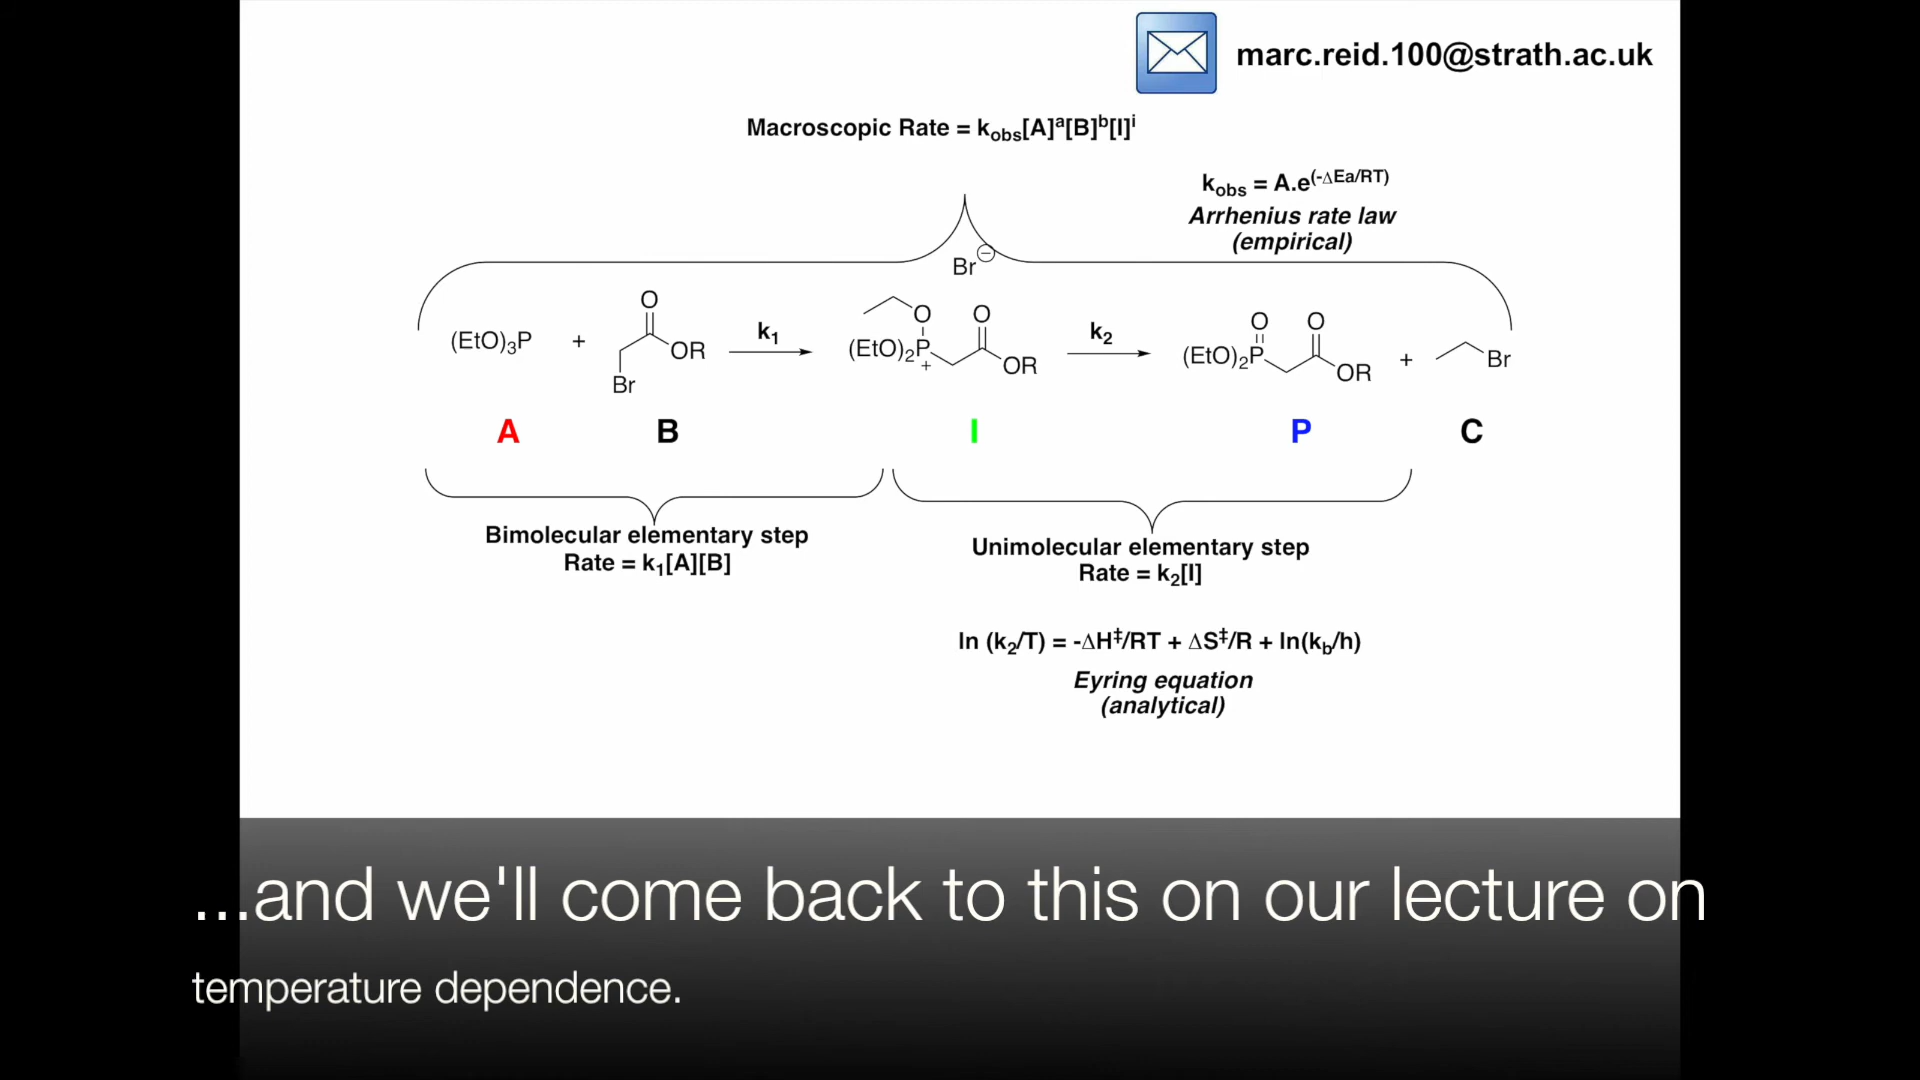 marc.reid.100@strath.ac.uk
Macroscopic Rate = k_obs[A]^a[B]^b[I]^i
k_obs = A.e^(-ΔEa/RT)
Arrhenius rate law
(empirical)
Br⊖
(EtO)₃P + O OR Br k₁ O O (EtO)₂P + OR k₂ O O (EtO)₂P OR + Br
A B I P C
Bimolecular elementary step
Rate = k₁[A][B]
Unimolecular elementary step
Rate = k₂[I]
ln (k₂/T) = -ΔH‡/RT + ΔS‡/R + ln(k_b/h)
Eyring equation
(analytical)
...and we'll come back to this on our lecture on
temperature dependence.